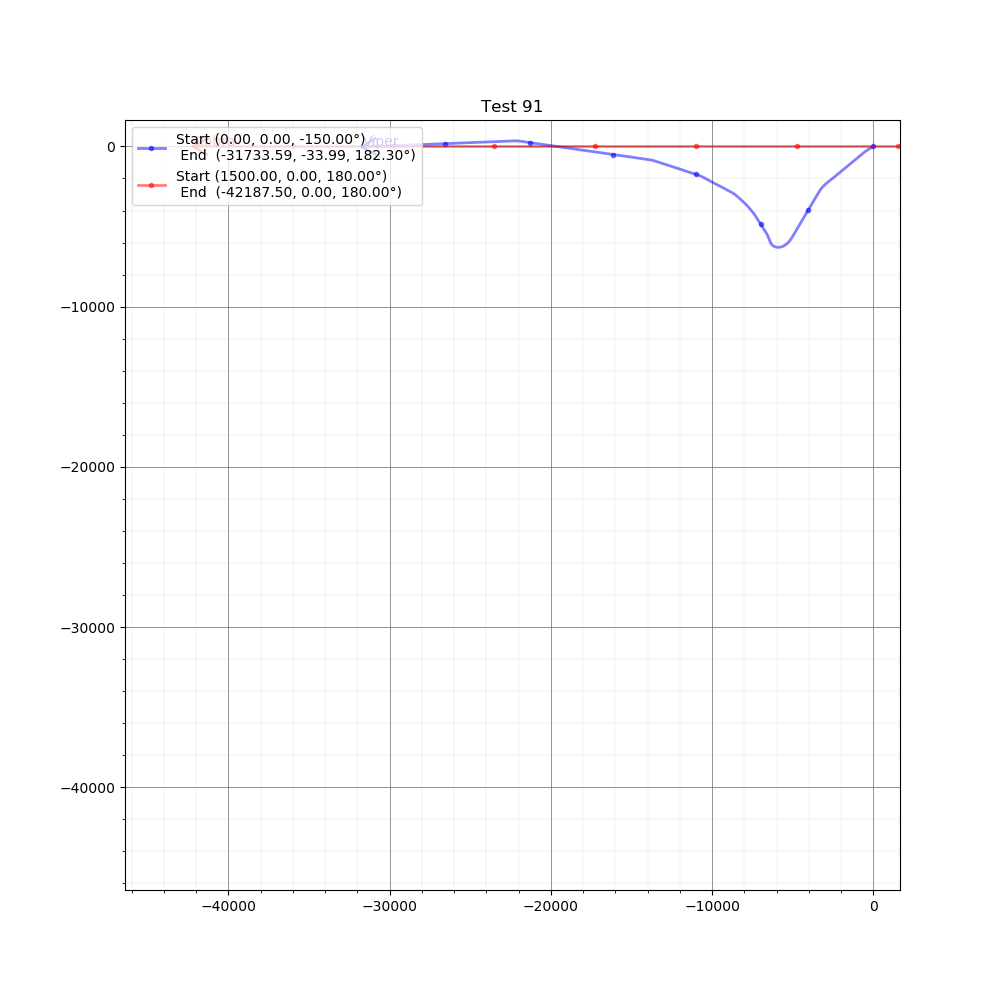 Test 91
Start (0.00, 0.00, -150.00°)
End (-31733.59, -33.99, 182.30°)
Start (1500.00, 0.00, 180.00°)
End (-42187.50, 0.00, 180.00°)
0
−10000
−20000
−30000
−40000
−40000
−30000
−20000
−10000
0